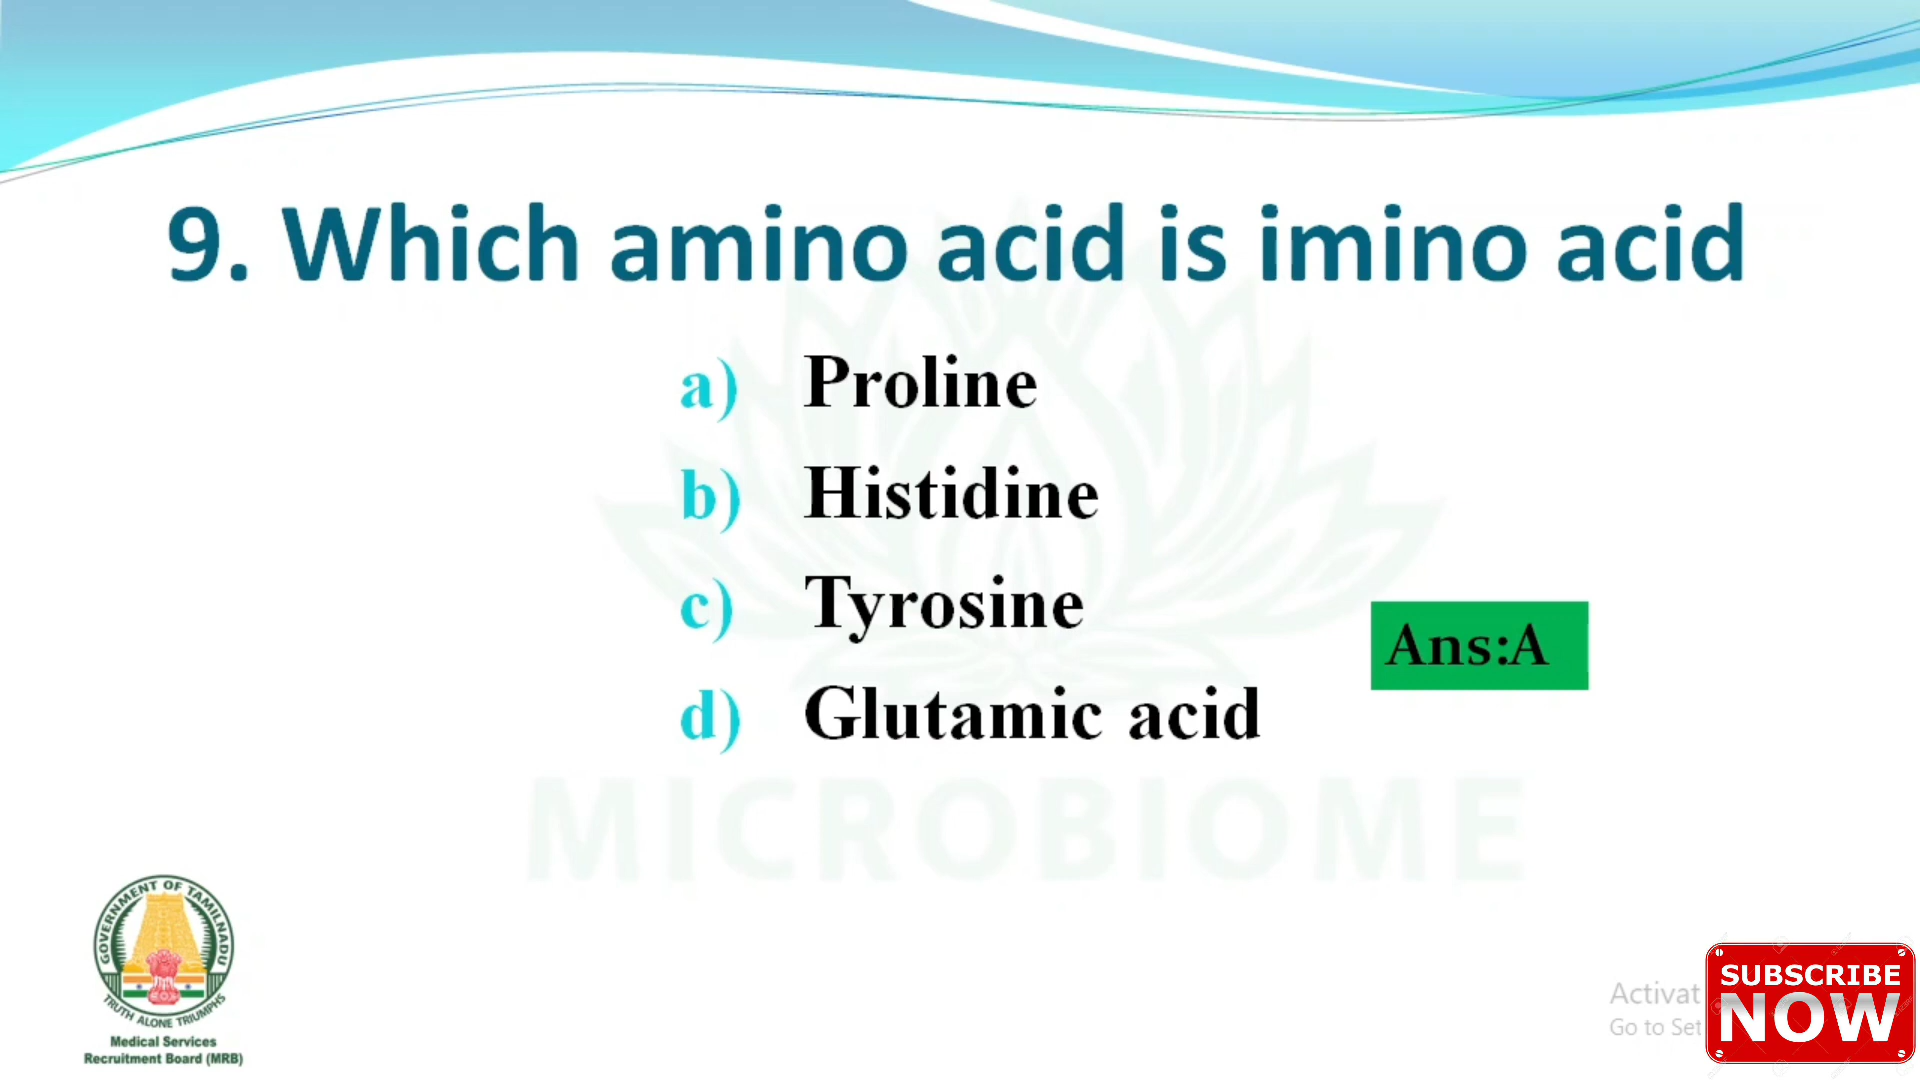 9. Which amino acid is imino acid
a) Proline
b) Histidine
c) Tyrosine
d) Glutamic acid
Ans:A
MICROBIOME
GOVERNMENT OF TAMILNADU
TRUTH ALONE TRIUMPHS
Medical Services
Recruitment Board (MRB)
Activat
Go to Set
SUBSCRIBE
NOW